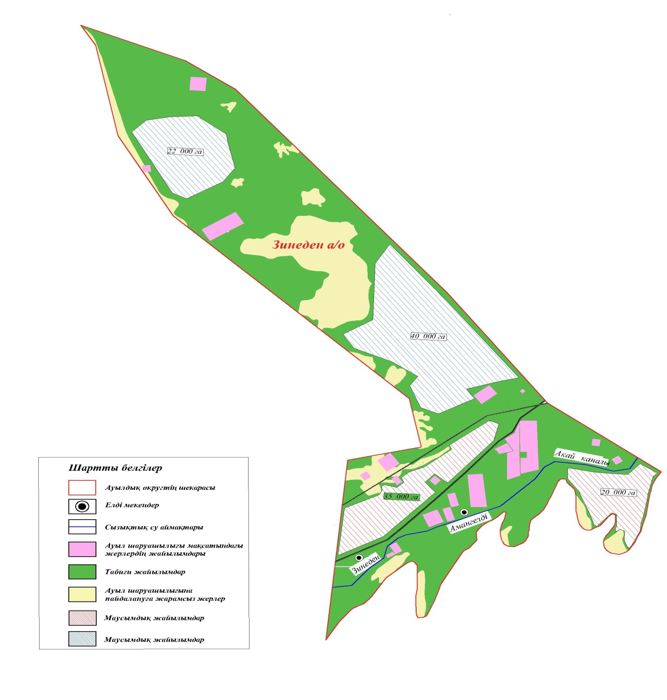 22 000 га
Зинеден а/о
40 000 га
Акай каналы
20 000 га
35 000 га
Амангелді
Зинеден
Шартты белгілер
Ауылдық округтің шекарасы
Елді мекендер
Сызықтық су аймақтары
Ауыл шаруашылығы мақсатындағы
жерлердің жайылымдары
Табиғи жайылымдар
Ауыл шаруашылығына
пайдалануға жарамсыз жерлер
Маусымдық жайылымдар
Маусымдық жайылымдар